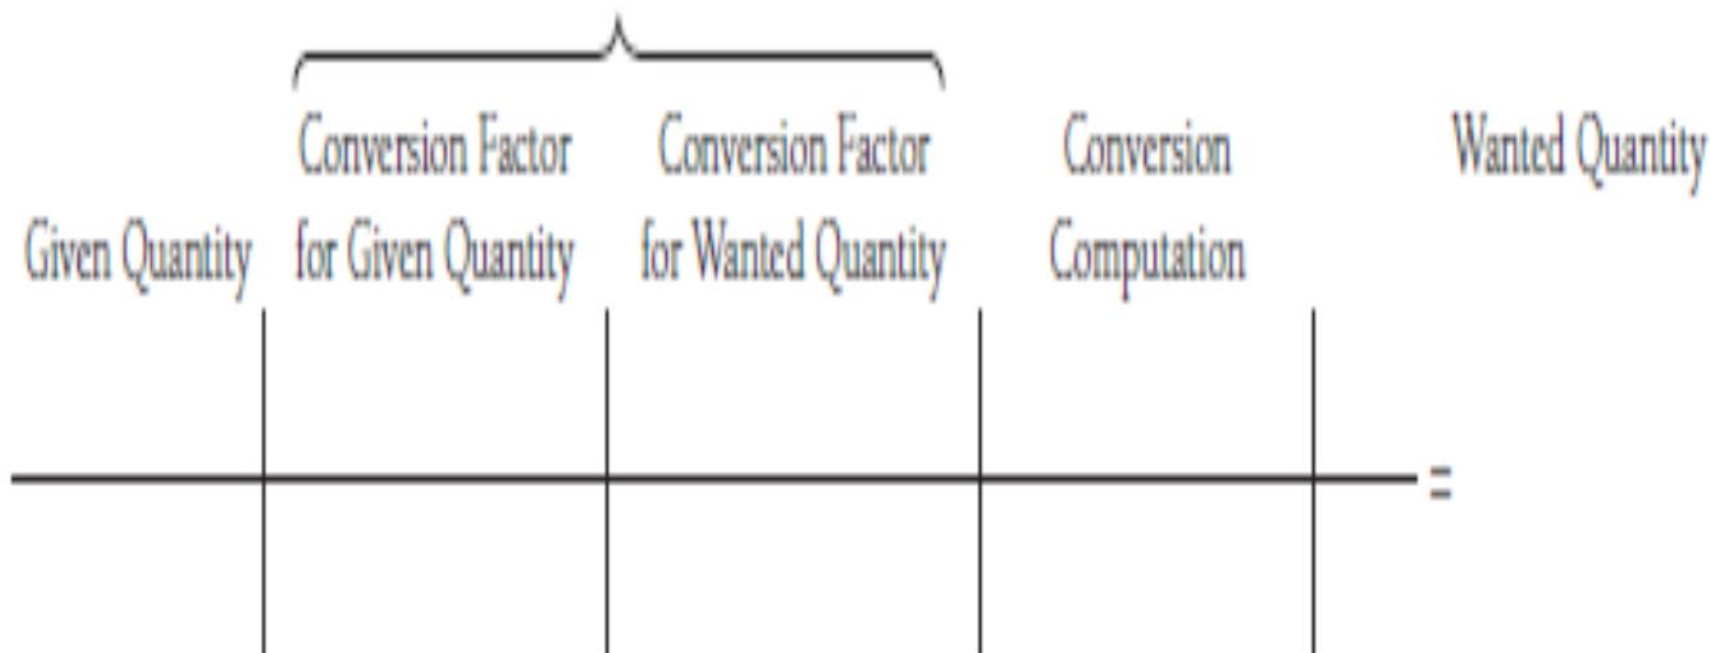 Conversion Factor Conversion Factor Conversion Wanted Quantity
Given Quantity for Given Quantity for Wanted Quantity Computation
=